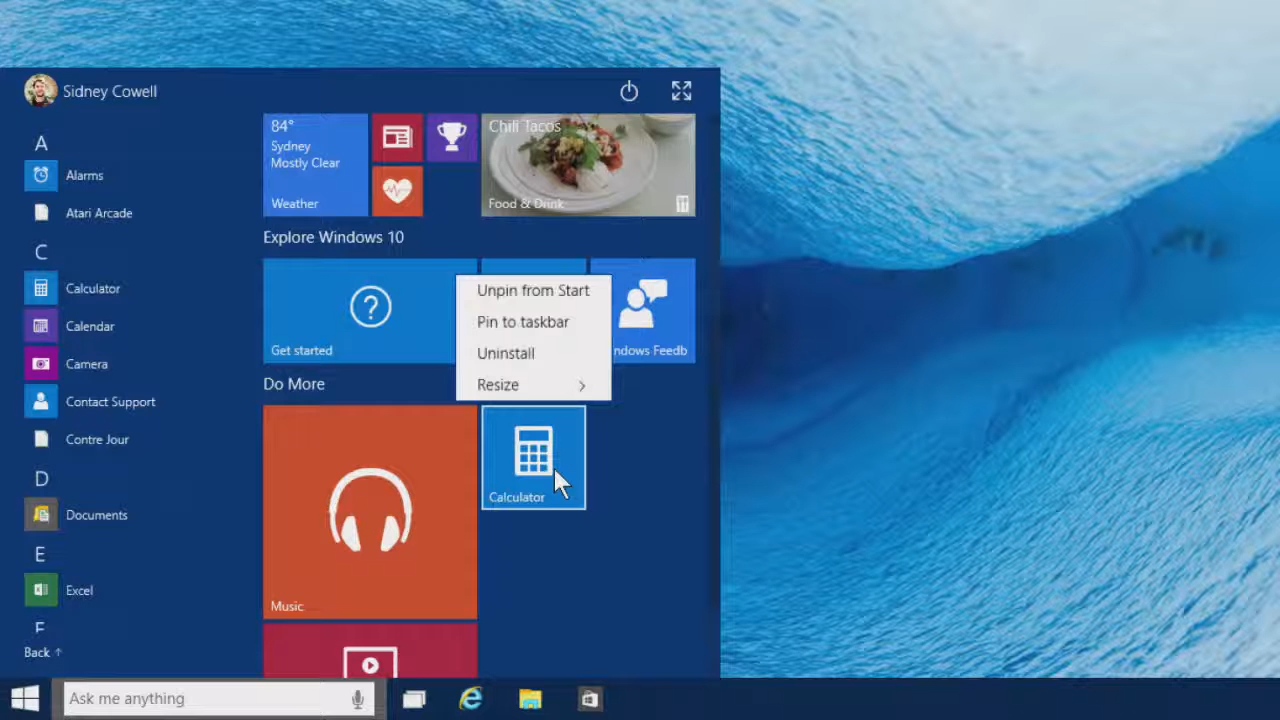 Sidney Cowell
A
Alarms
Atari Arcade
C
Calculator
Calendar
Camera
Contact Support
Contre Jour
D
Documents
E
Excel
F
Back ↑
84°
Sydney
Mostly Clear
Weather
Chili Tacos
Food & Drink
Explore Windows 10
Get started
ndows Feedb
Unpin from Start
Pin to taskbar
Uninstall
Resize
Do More
Music
Calculator
Ask me anything